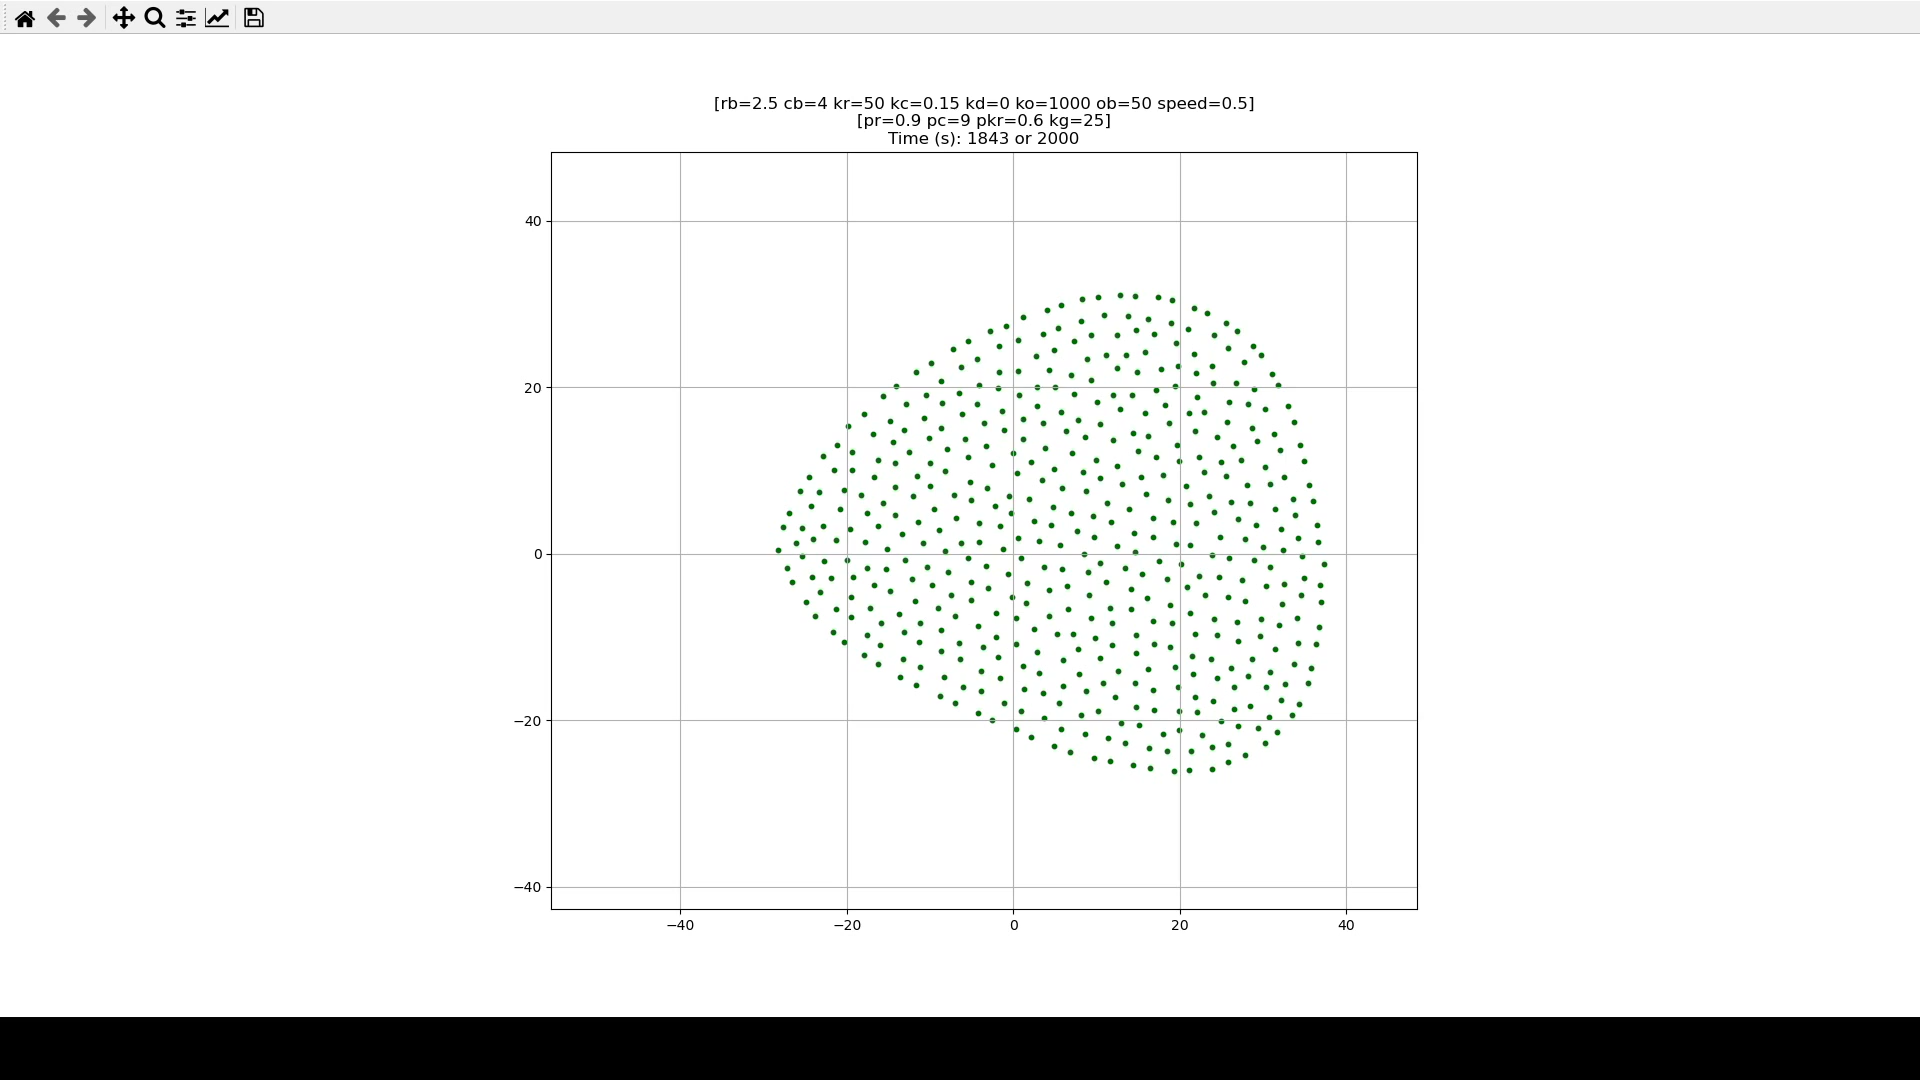 [rb=2.5 cb=4 kr=50 kc=0.15 kd=0 ko=1000 ob=50 speed=0.5]
[pr=0.9 pc=9 pkr=0.6 kg=25]
Time (s): 1843 or 2000
40
20
0
−20
−40
−40 −20 0 20 40